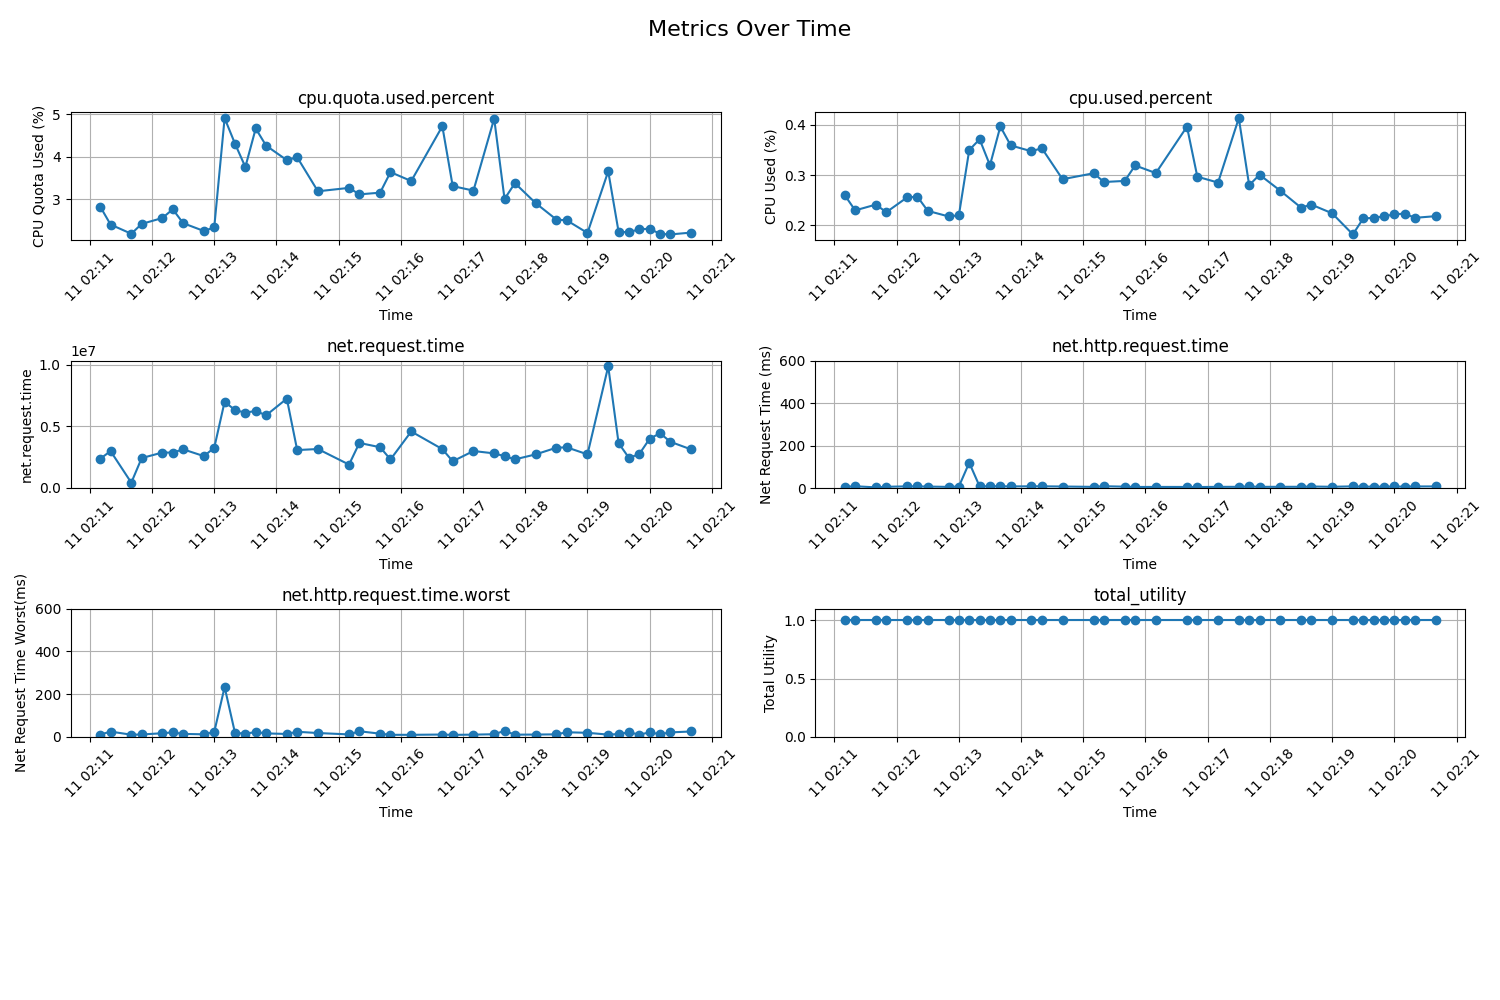 Metrics Over Time
cpu.quota.used.percent
CPU Quota Used (%)
5
4
3
11 02:11 11 02:12 11 02:13 11 02:14 11 02:15 11 02:16 11 02:17 11 02:18 11 02:19 11 02:20 11 02:21
Time
cpu.used.percent
CPU Used (%)
0.4
0.3
0.2
11 02:11 11 02:12 11 02:13 11 02:14 11 02:15 11 02:16 11 02:17 11 02:18 11 02:19 11 02:20 11 02:21
Time
net.request.time
1e7
net.request.time
1.0
0.5
0.0
11 02:11 11 02:12 11 02:13 11 02:14 11 02:15 11 02:16 11 02:17 11 02:18 11 02:19 11 02:20 11 02:21
Time
net.http.request.time
Net Request Time (ms)
600
400
200
0
11 02:11 11 02:12 11 02:13 11 02:14 11 02:15 11 02:16 11 02:17 11 02:18 11 02:19 11 02:20 11 02:21
Time
net.http.request.time.worst
Net Request Time Worst(ms)
600
400
200
0
11 02:11 11 02:12 11 02:13 11 02:14 11 02:15 11 02:16 11 02:17 11 02:18 11 02:19 11 02:20 11 02:21
Time
total_utility
Total Utility
1.0
0.5
0.0
11 02:11 11 02:12 11 02:13 11 02:14 11 02:15 11 02:16 11 02:17 11 02:18 11 02:19 11 02:20 11 02:21
Time